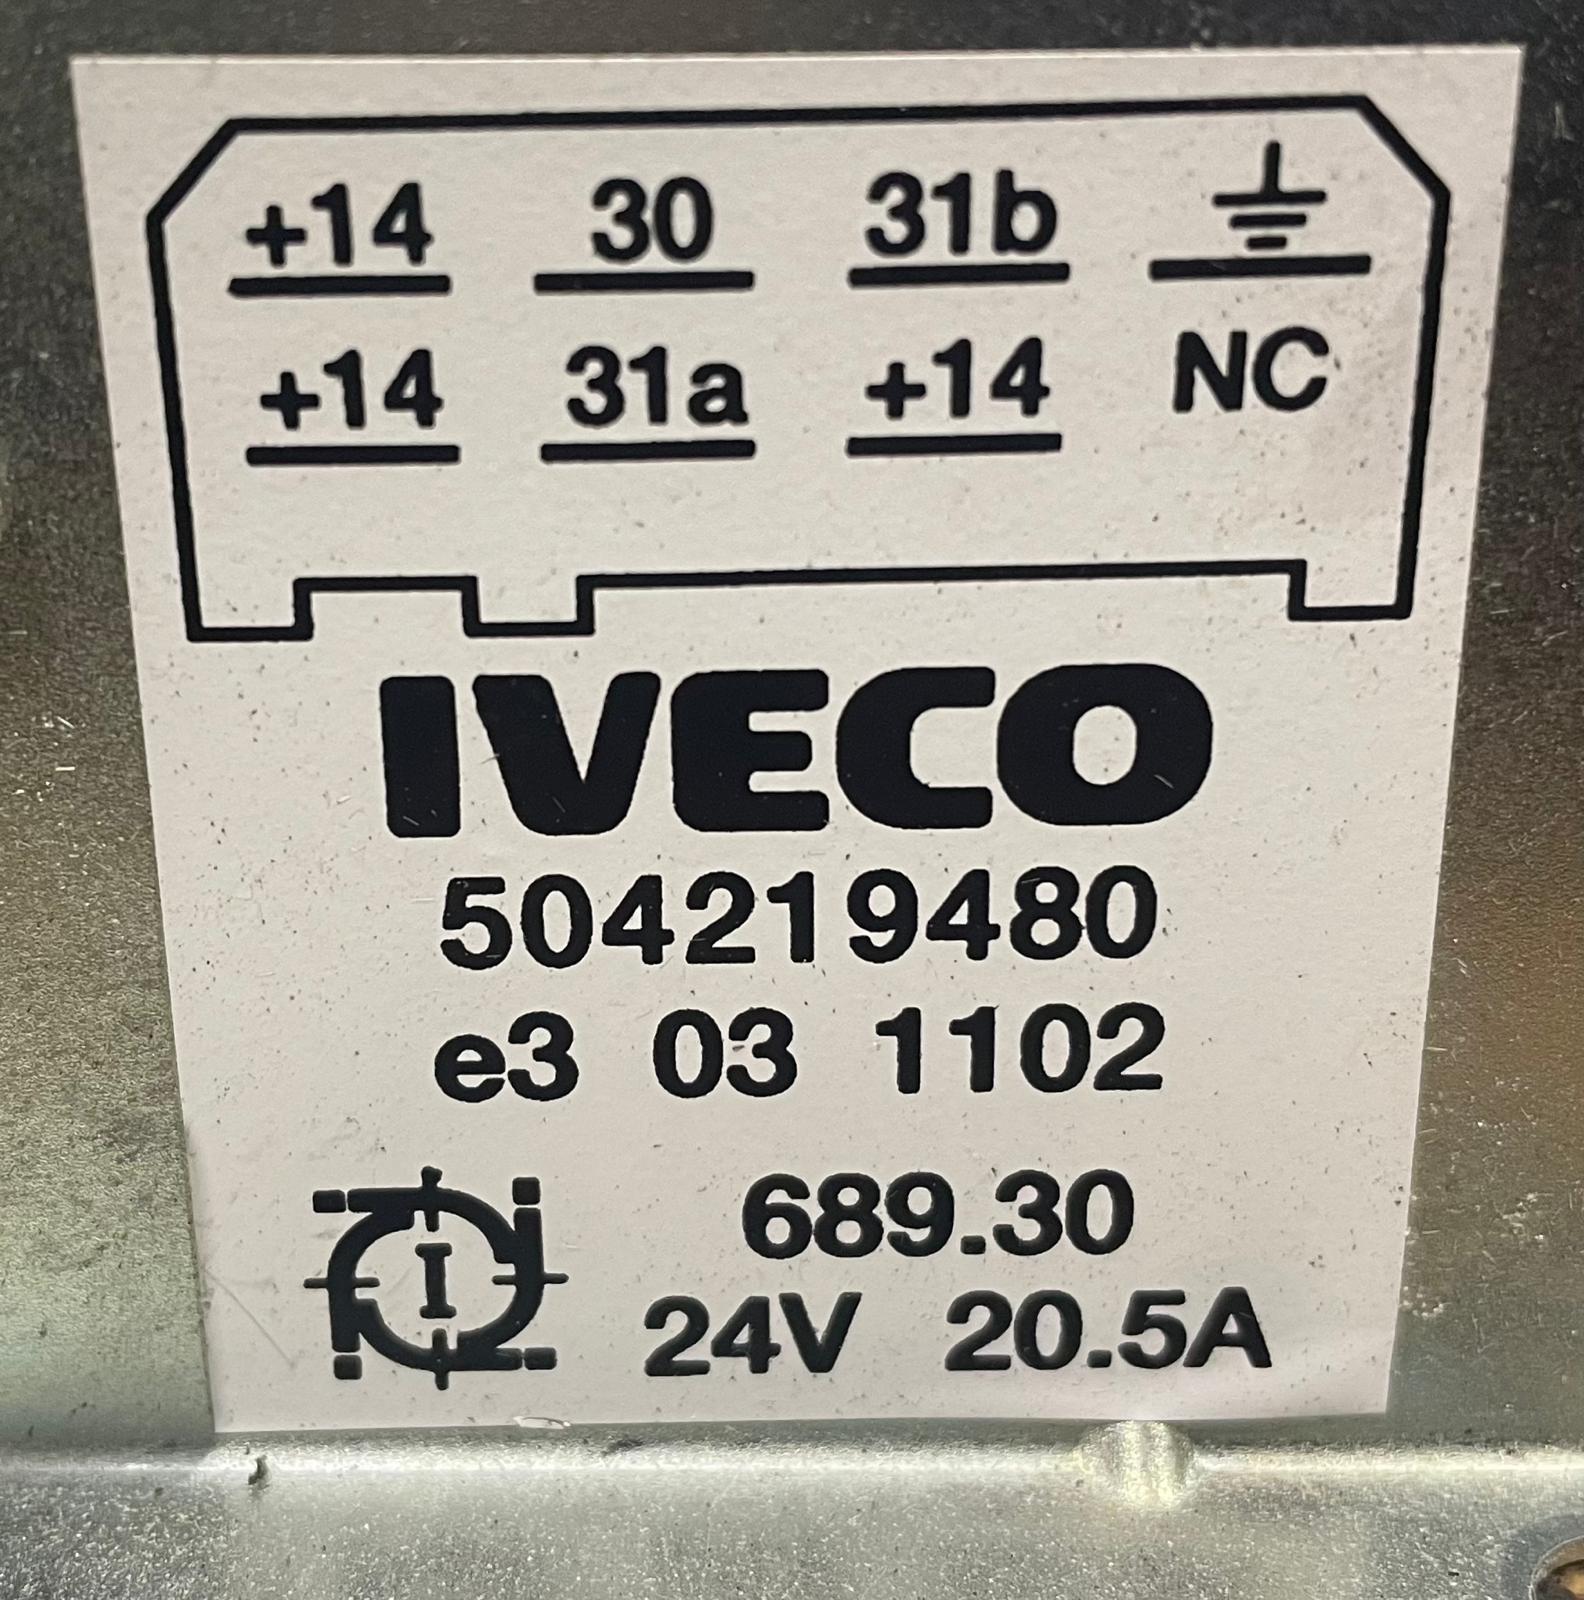 +14 30 31b
+14 31a +14 NC
IVECO
504219480
e3 03 1102
I
689.30
24V 20.5A